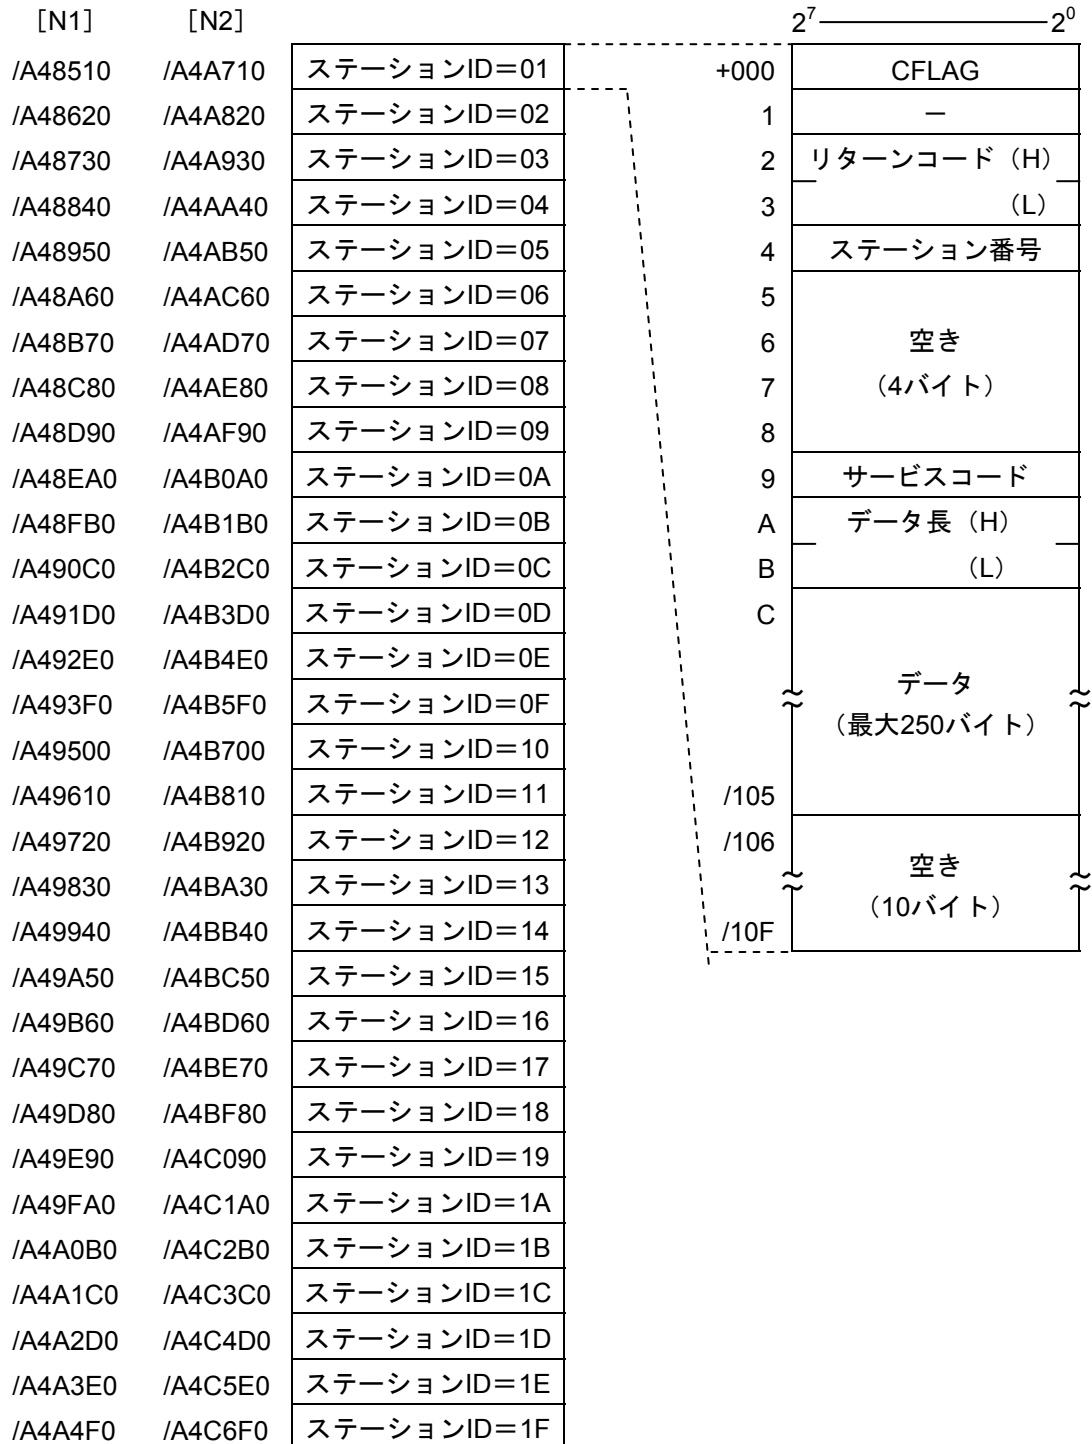 ［N1］ ［N2］ 2⁷ 2⁰
/A48510 /A4A710 ステーションID＝01 +000 CFLAG
/A48620 /A4A820 ステーションID＝02 1 －
/A48730 /A4A930 ステーションID＝03 2 リターンコード（H）
/A48840 /A4AA40 ステーションID＝04 3 （L）
/A48950 /A4AB50 ステーションID＝05 4 ステーション番号
/A48A60 /A4AC60 ステーションID＝06 5
/A48B70 /A4AD70 ステーションID＝07 6 空き
/A48C80 /A4AE80 ステーションID＝08 7 （4バイト）
/A48D90 /A4AF90 ステーションID＝09 8
/A48EA0 /A4B0A0 ステーションID＝0A 9 サービスコード
/A48FB0 /A4B1B0 ステーションID＝0B A データ長（H）
/A490C0 /A4B2C0 ステーションID＝0C B （L）
/A491D0 /A4B3D0 ステーションID＝0D C
/A492E0 /A4B4E0 ステーションID＝0E データ
/A493F0 /A4B5F0 ステーションID＝0F （最大250バイト）
/A49500 /A4B700 ステーションID＝10
/A49610 /A4B810 ステーションID＝11 /105
/A49720 /A4B920 ステーションID＝12 /106 空き
/A49830 /A4BA30 ステーションID＝13 （10バイト）
/A49940 /A4BB40 ステーションID＝14 /10F
/A49A50 /A4BC50 ステーションID＝15
/A49B60 /A4BD60 ステーションID＝16
/A49C70 /A4BE70 ステーションID＝17
/A49D80 /A4BF80 ステーションID＝18
/A49E90 /A4C090 ステーションID＝19
/A49FA0 /A4C1A0 ステーションID＝1A
/A4A0B0 /A4C2B0 ステーションID＝1B
/A4A1C0 /A4C3C0 ステーションID＝1C
/A4A2D0 /A4C4D0 ステーションID＝1D
/A4A3E0 /A4C5E0 ステーションID＝1E
/A4A4F0 /A4C6F0 ステーションID＝1F